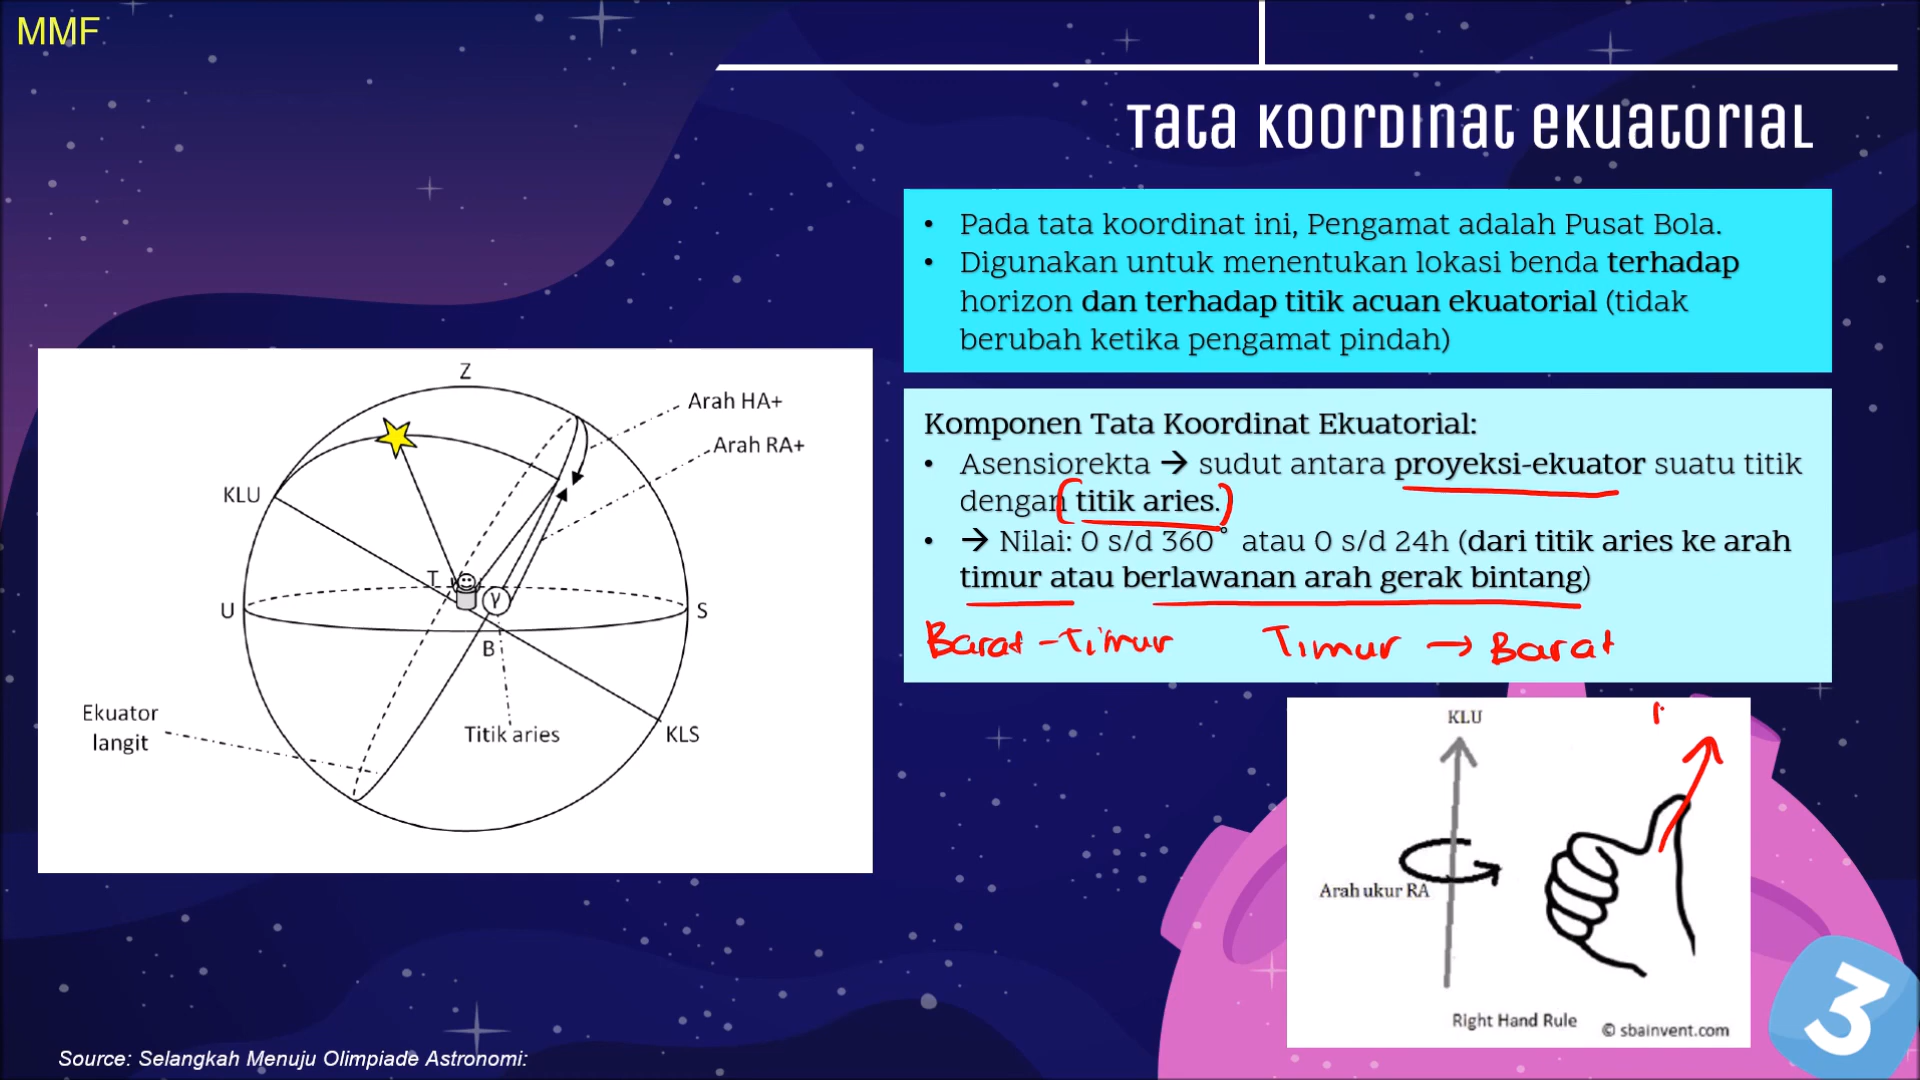 MMF
Tata Koordinat Ekuatorial
• Pada tata koordinat ini, Pengamat adalah Pusat Bola.
• Digunakan untuk menentukan lokasi benda terhadap
horizon dan terhadap titik acuan ekuatorial (tidak
berubah ketika pengamat pindah)
Komponen Tata Koordinat Ekuatorial:
• Asensiorekta → sudut antara proyeksi-ekuator suatu titik
dengan titik aries.
• → Nilai: 0 s/d 360° atau 0 s/d 24h (dari titik aries ke arah
timur atau berlawanan arah gerak bintang)
Barat - Timur Timur → Barat
Z
Arah HA+
Arah RA+
KLU
T
γ
U
S
B
Ekuator
langit
Titik aries
KLS
KLU
Arah ukur RA
Right Hand Rule
© sbainvent.com
3
Source: Selangkah Menuju Olimpiade Astronomi: